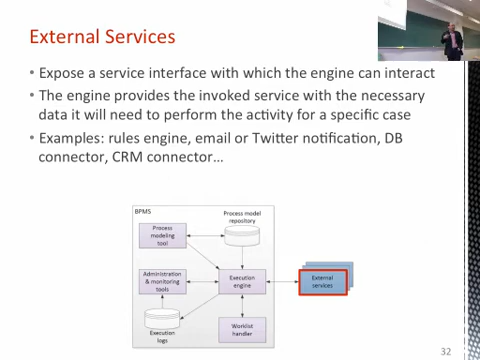 External Services
• Expose a service interface with which the engine can interact
• The engine provides the invoked service with the necessary
data it will need to perform the activity for a specific case
• Examples: rules engine, email or Twitter notification, DB
connector, CRM connector...
BPMS
Process model
repository
Process
modeling
tool
Administration
& monitoring
tools
Execution
engine
External
services
Execution
logs
Worklist
handler
32